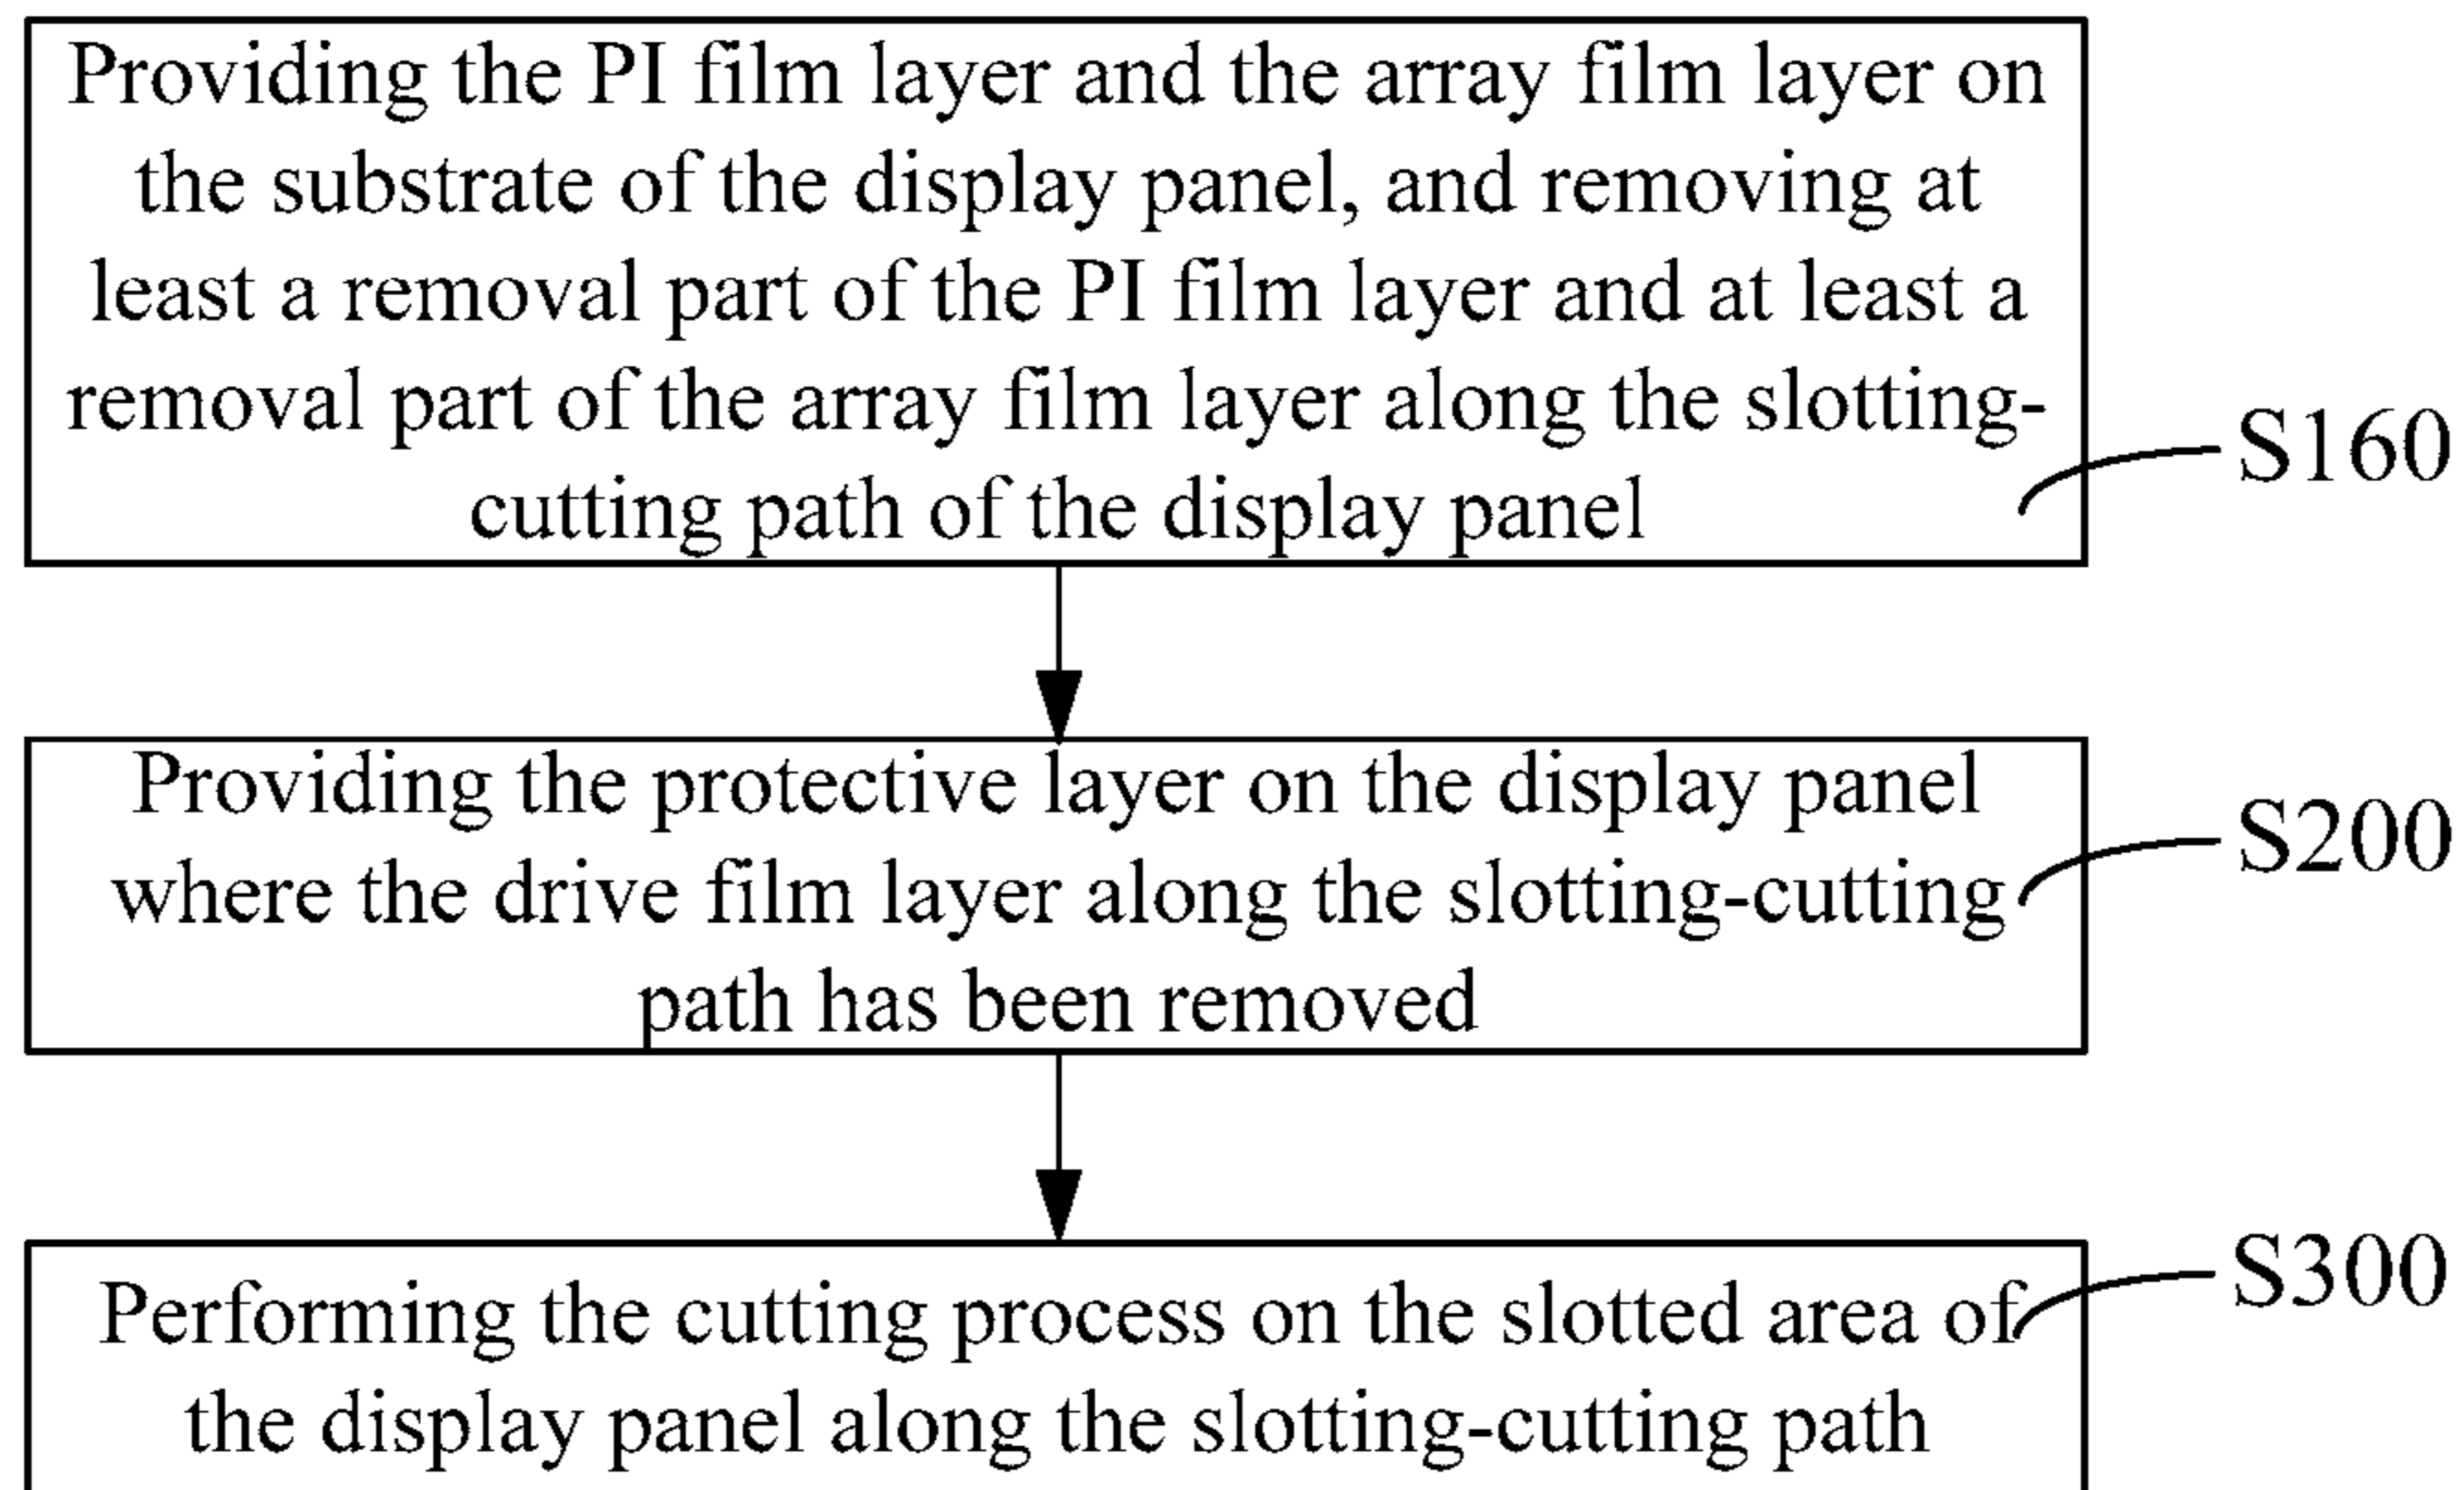 Providing the PI film layer and the array film layer on
the substrate of the display panel, and removing at
least a removal part of the PI film layer and at least a
removal part of the array film layer along the slotting-
cutting path of the display panel
S160
Providing the protective layer on the display panel
where the drive film layer along the slotting-cutting
path has been removed
S200
Performing the cutting process on the slotted area of
the display panel along the slotting-cutting path
S300